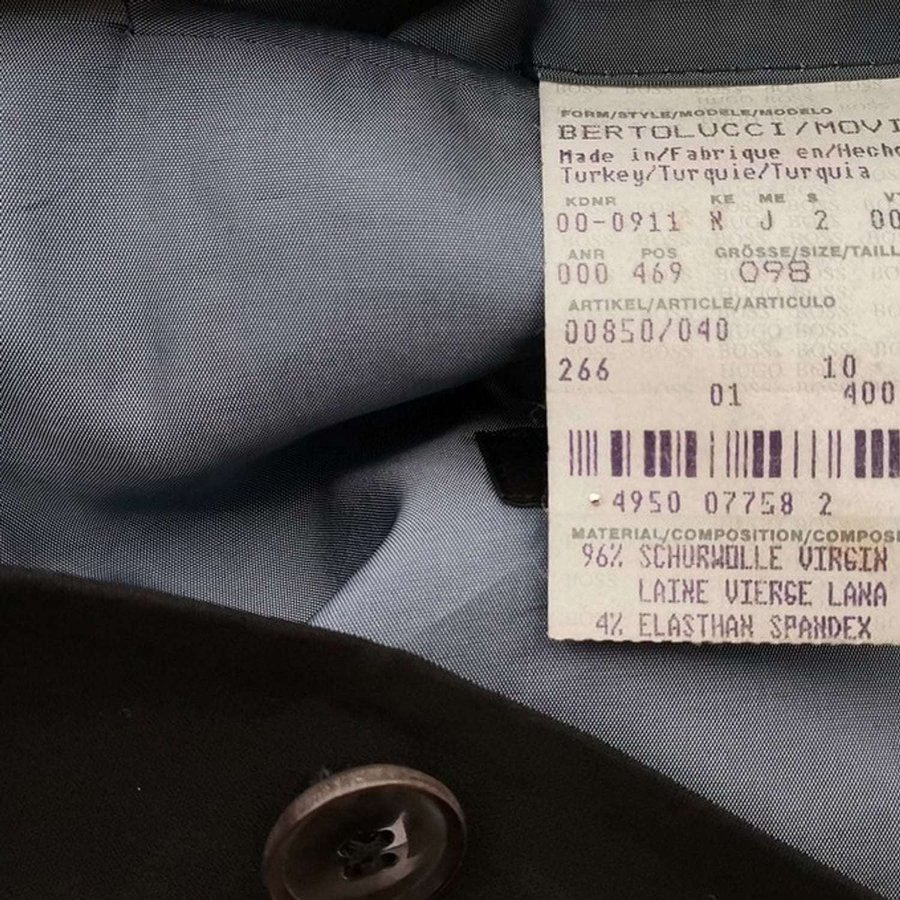 FORM/STYLE/MODELE/MODELO
BERTOLUCCI/MOVI
Made in/Fabrique en/Hecho
Turkey/Turquie/Turquia
KDNR KE ME S VT
00-0911 X J 2 00
ANR POS GRÖSSE/SIZE/TAILL
000 469 098
ARTIKEL/ARTICLE/ARTICULO
00850/040
266 10
01 400
4950 07758 2
MATERIAL/COMPOSITION/COMPOSI
96% SCHURWOLLE VIRGIN
LAINE VIERGE LANA
4% ELASTHAN SPANDEX